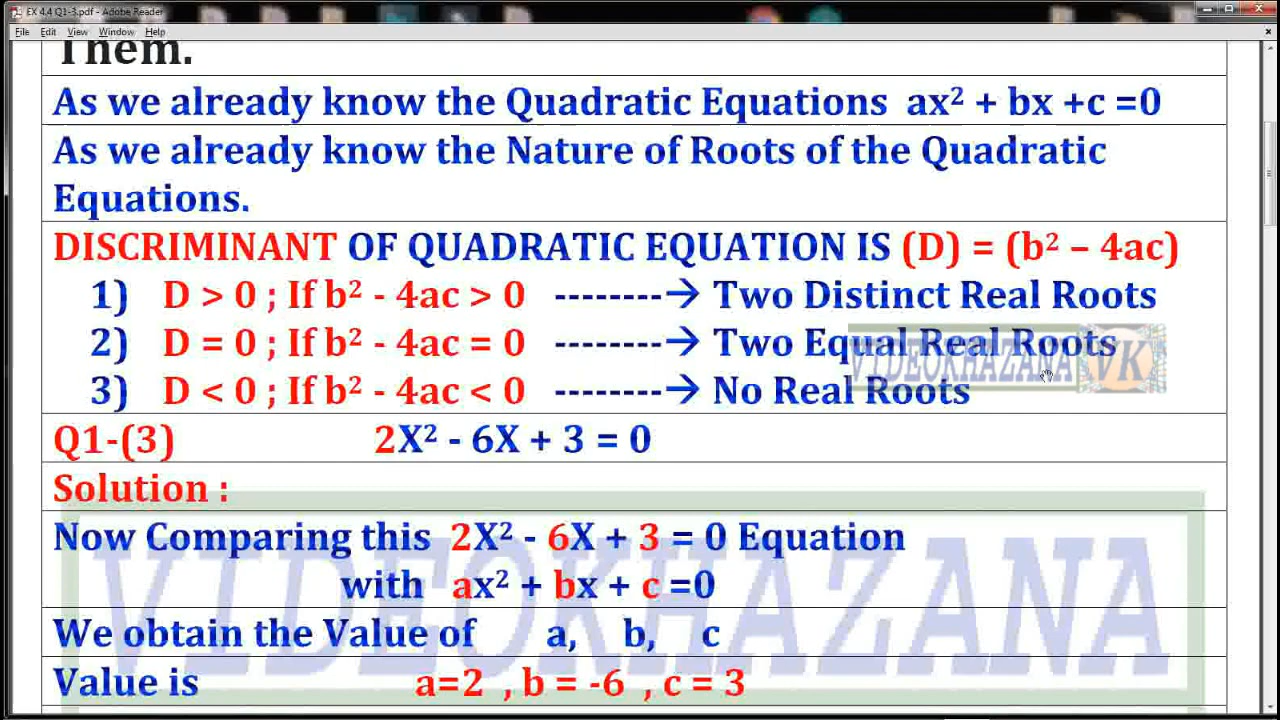 EX 4.4 Q1-3.pdf - Adobe Reader
File Edit View Window Help
Them.
As we already know the Quadratic Equations ax² + bx +c =0
As we already know the Nature of Roots of the Quadratic
Equations.
DISCRIMINANT OF QUADRATIC EQUATION IS (D) = (b² – 4ac)
1) D > 0 ; If b² - 4ac > 0 --------→ Two Distinct Real Roots
2) D = 0 ; If b² - 4ac = 0 --------→ Two Equal Real Roots
3) D < 0 ; If b² - 4ac < 0 --------→ No Real Roots
VIDEOKHAZANA VK
Q1-(3) 2X² - 6X + 3 = 0
Solution :
Now Comparing this 2X² - 6X + 3 = 0 Equation
with ax² + bx + c =0
We obtain the Value of a, b, c
Value is a=2 , b = -6 , c = 3
VIDEOKHAZANA